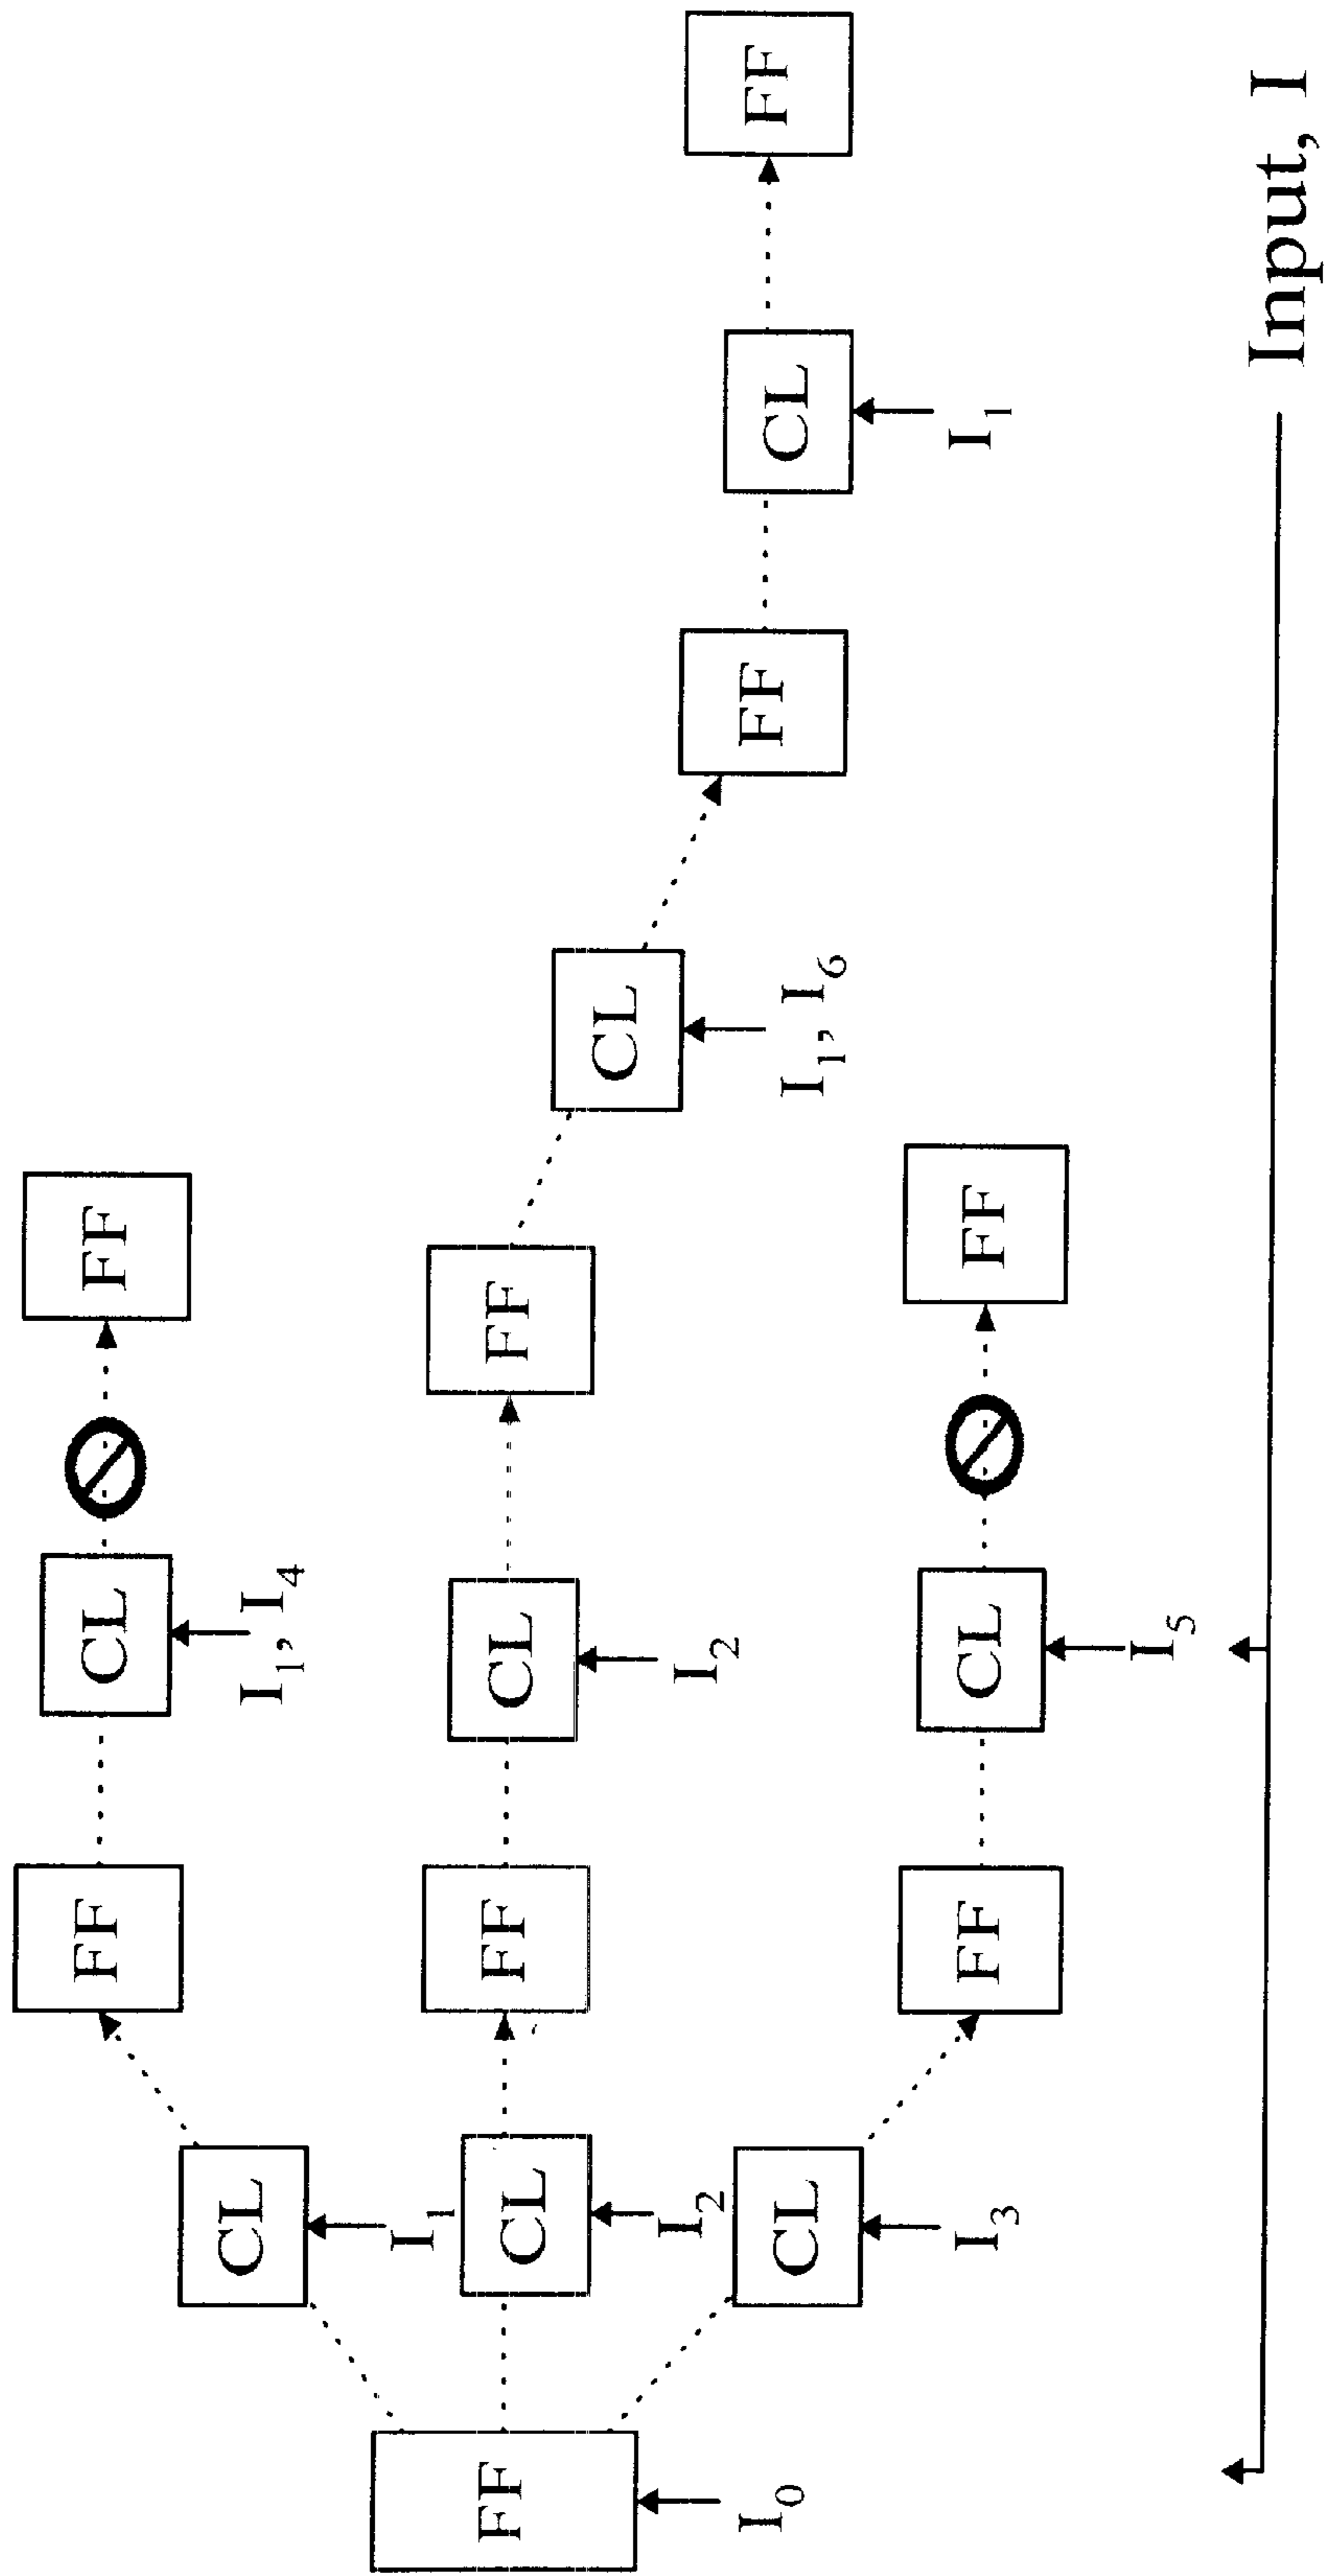 FF CL FF
I₁, I₄
CL
I₁
FF CL FF CL FF
CL
I₂ I₂
I₀ CL FF CL FF
I₁, I₆
I₃ FF CL FF I₁
I₅
Input, I